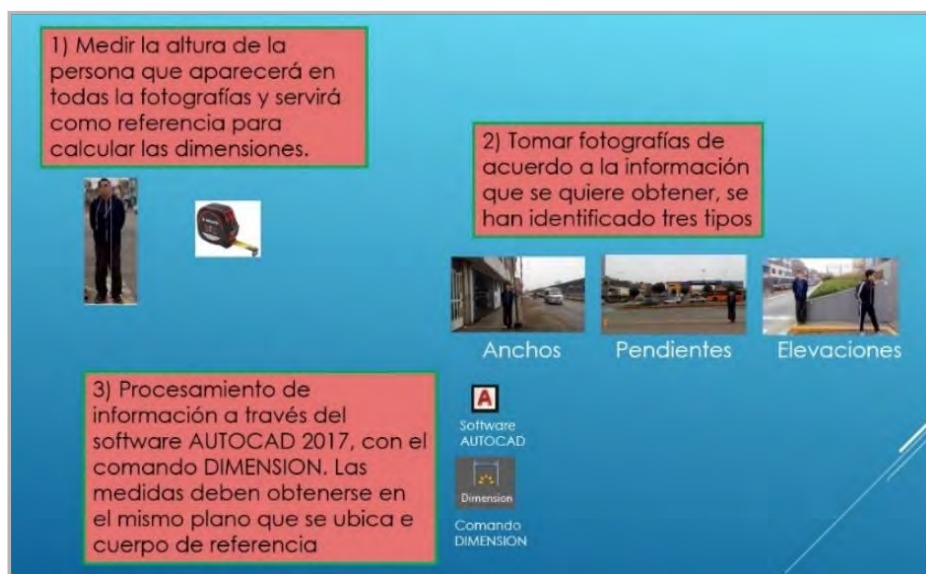 1) Medir la altura de la
persona que aparecerá en
todas la fotografías y servirá
como referencia para
calcular las dimensiones.
2) Tomar fotografías de
acuerdo a la información
que se quiere obtener, se
han identificado tres tipos
Anchos
Pendientes
Elevaciones
3) Procesamiento de
información a través del
software AUTOCAD 2017, con el
comando DIMENSION. Las
medidas deben obtenerse en
el mismo plano que se ubica e
cuerpo de referencia
A
Software
AUTOCAD
Dimension
Comando
DIMENSION